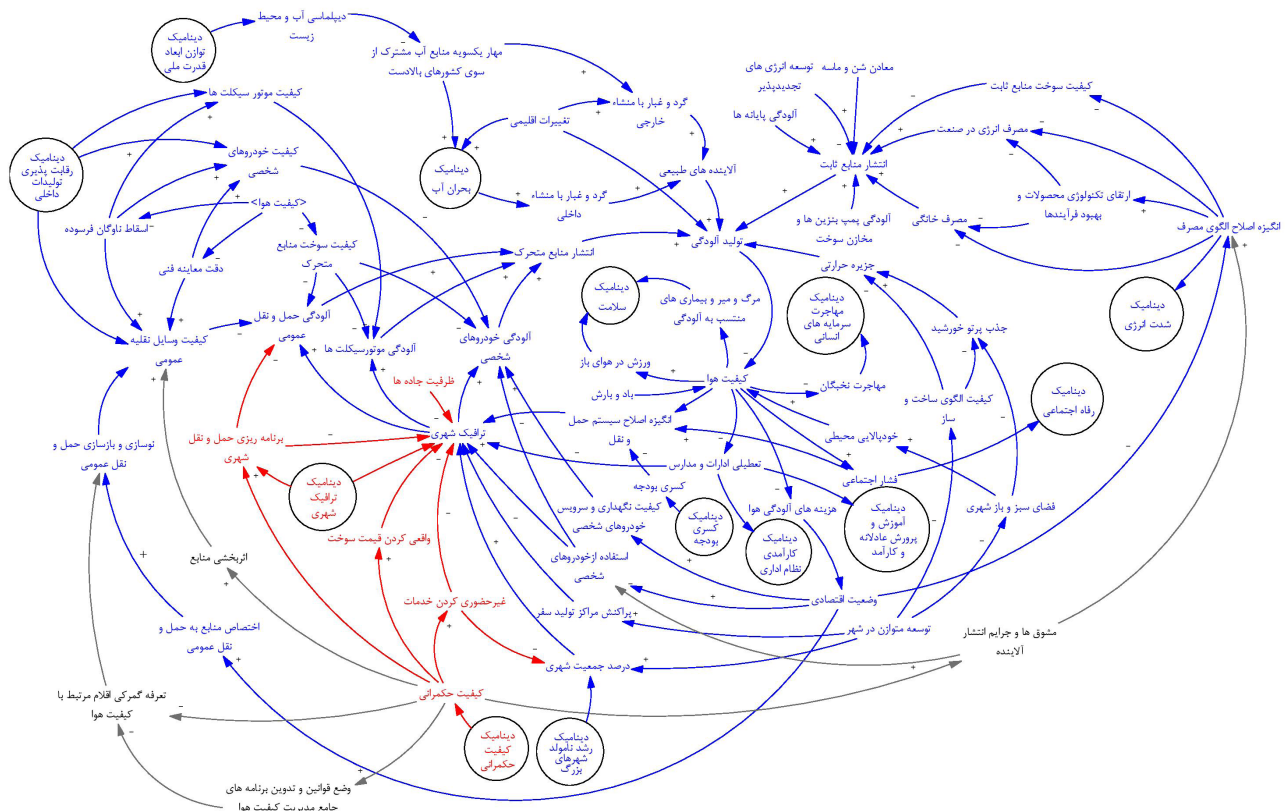 دیپلماسی آب و محیط
زیست
دینامیک
توازن ابعاد
قدرت ملی
مهار یکسویه منابع آب مشترک از
سوی کشورهای بالادست
معادن شن و ماسه
توسعه انرژی های
تجدیدپذیر
آلودگی پایانه ها
کیفیت سوخت منابع ثابت
کیفیت موتور سیکلت ها
گرد و غبار با منشاء
خارجی
تغییرات اقلیمی
مصرف انرژی در صنعت
دینامیک
رقابت پذیری
تولیدات
داخلی
کیفیت خودروهای
شخصی
دینامیک
بحران آب
آلاینده های طبیعی
انتشار منابع ثابت
گرد و غبار با منشاء
داخلی
ارتقای تکنولوژی محصولات و
بهبود فرآیندها
<کیفیت هوا>
اسقاط ناوگان فرسوده
کیفیت سوخت منابع
متحرک
انتشار منابع متحرک
تولید آلودگی
آلودگی پمپ بنزین ها و
مخازن سوخت
مصرف خانگی
انگیزه اصلاح الگوی مصرف
دقت معاینه فنی
جزیره حرارتی
دینامیک
سلامت
مرگ و میر و بیماری های
منتسب به آلودگی
دینامیک
مهاجرت
سرمایه های
انسانی
دینامیک
شدت انرژی
جذب پرتو خورشید
کیفیت وسایل نقلیه
عمومی
آلودگی حمل و نقل
عمومی
آلودگی موتورسیکلت ها
آلودگی خودروهای
شخصی
ورزش در هوای باز
کیفیت هوا
مهاجرت نخبگان
باد و بارش
کیفیت الگوی ساخت و
ساز
دینامیک
رفاه اجتماعی
ظرفیت جاده ها
ترافیک شهری
انگیزه اصلاح سیستم حمل
و نقل
خودپالایی محیطی
نوسازی و بازسازی حمل و
نقل عمومی
برنامه ریزی حمل و نقل
شهری
تعطیلی ادارات و مدارس
فشار اجتماعی
دینامیک
ترافیک
شهری
کسری بودجه
دینامیک
کسری
بودجه
هزینه های آلودگی هوا
فضای سبز و باز شهری
کیفیت نگهداری و سرویس
خودروهای شخصی
دینامیک
کارآمدی
نظام اداری
دینامیک
آموزش و
پرورش عادلانه
و کارآمد
واقعی کردن قیمت سوخت
استفاده ازخودروهای
شخصی
اثربخشی منابع
غیرحضوری کردن خدمات
وضعیت اقتصادی
پراکنش مراکز تولید سفر
توسعه متوازن در شهر
اختصاص منابع به حمل و
نقل عمومی
مشوق ها و جرایم انتشار
آلاینده
درصد جمعیت شهری
تعرفه گمرکی اقلام مرتبط با
کیفیت هوا
کیفیت حکمرانی
دینامیک
کیفیت
حکمرانی
دینامیک
رشد نامولد
شهرهای
بزرگ
وضع قوانین و تدوین برنامه های
جامع مدیریت کیفیت هوا